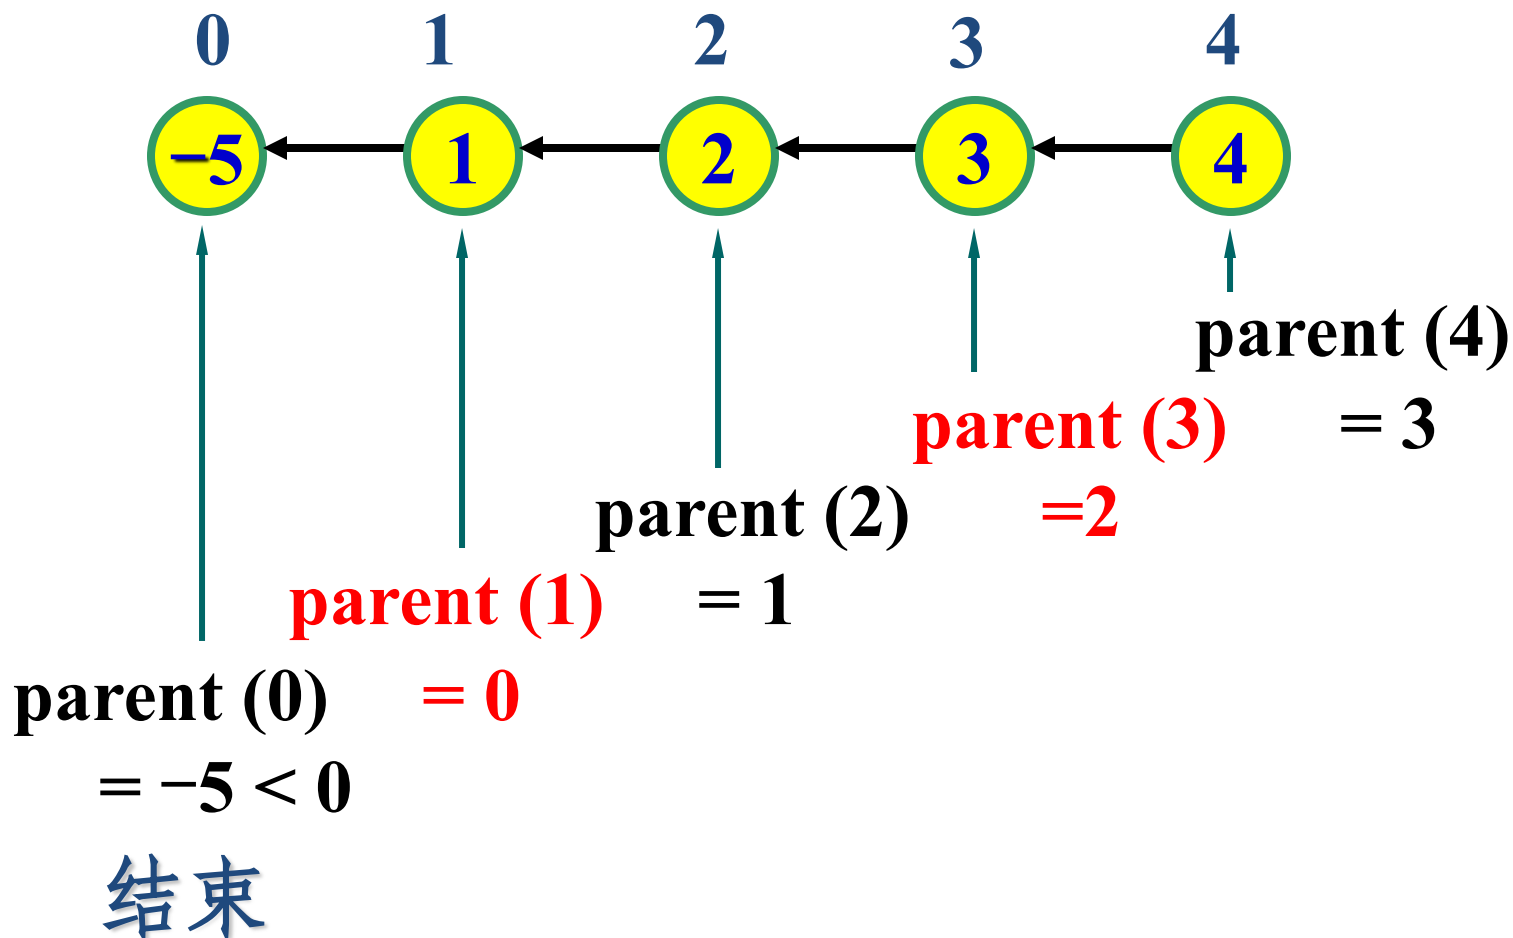 0 1 2 3 4
−5 1 2 3 4
parent (4)
= 3
parent (3)
=2
parent (2)
= 1
parent (1)
= 0
parent (0)
= −5 < 0
结束